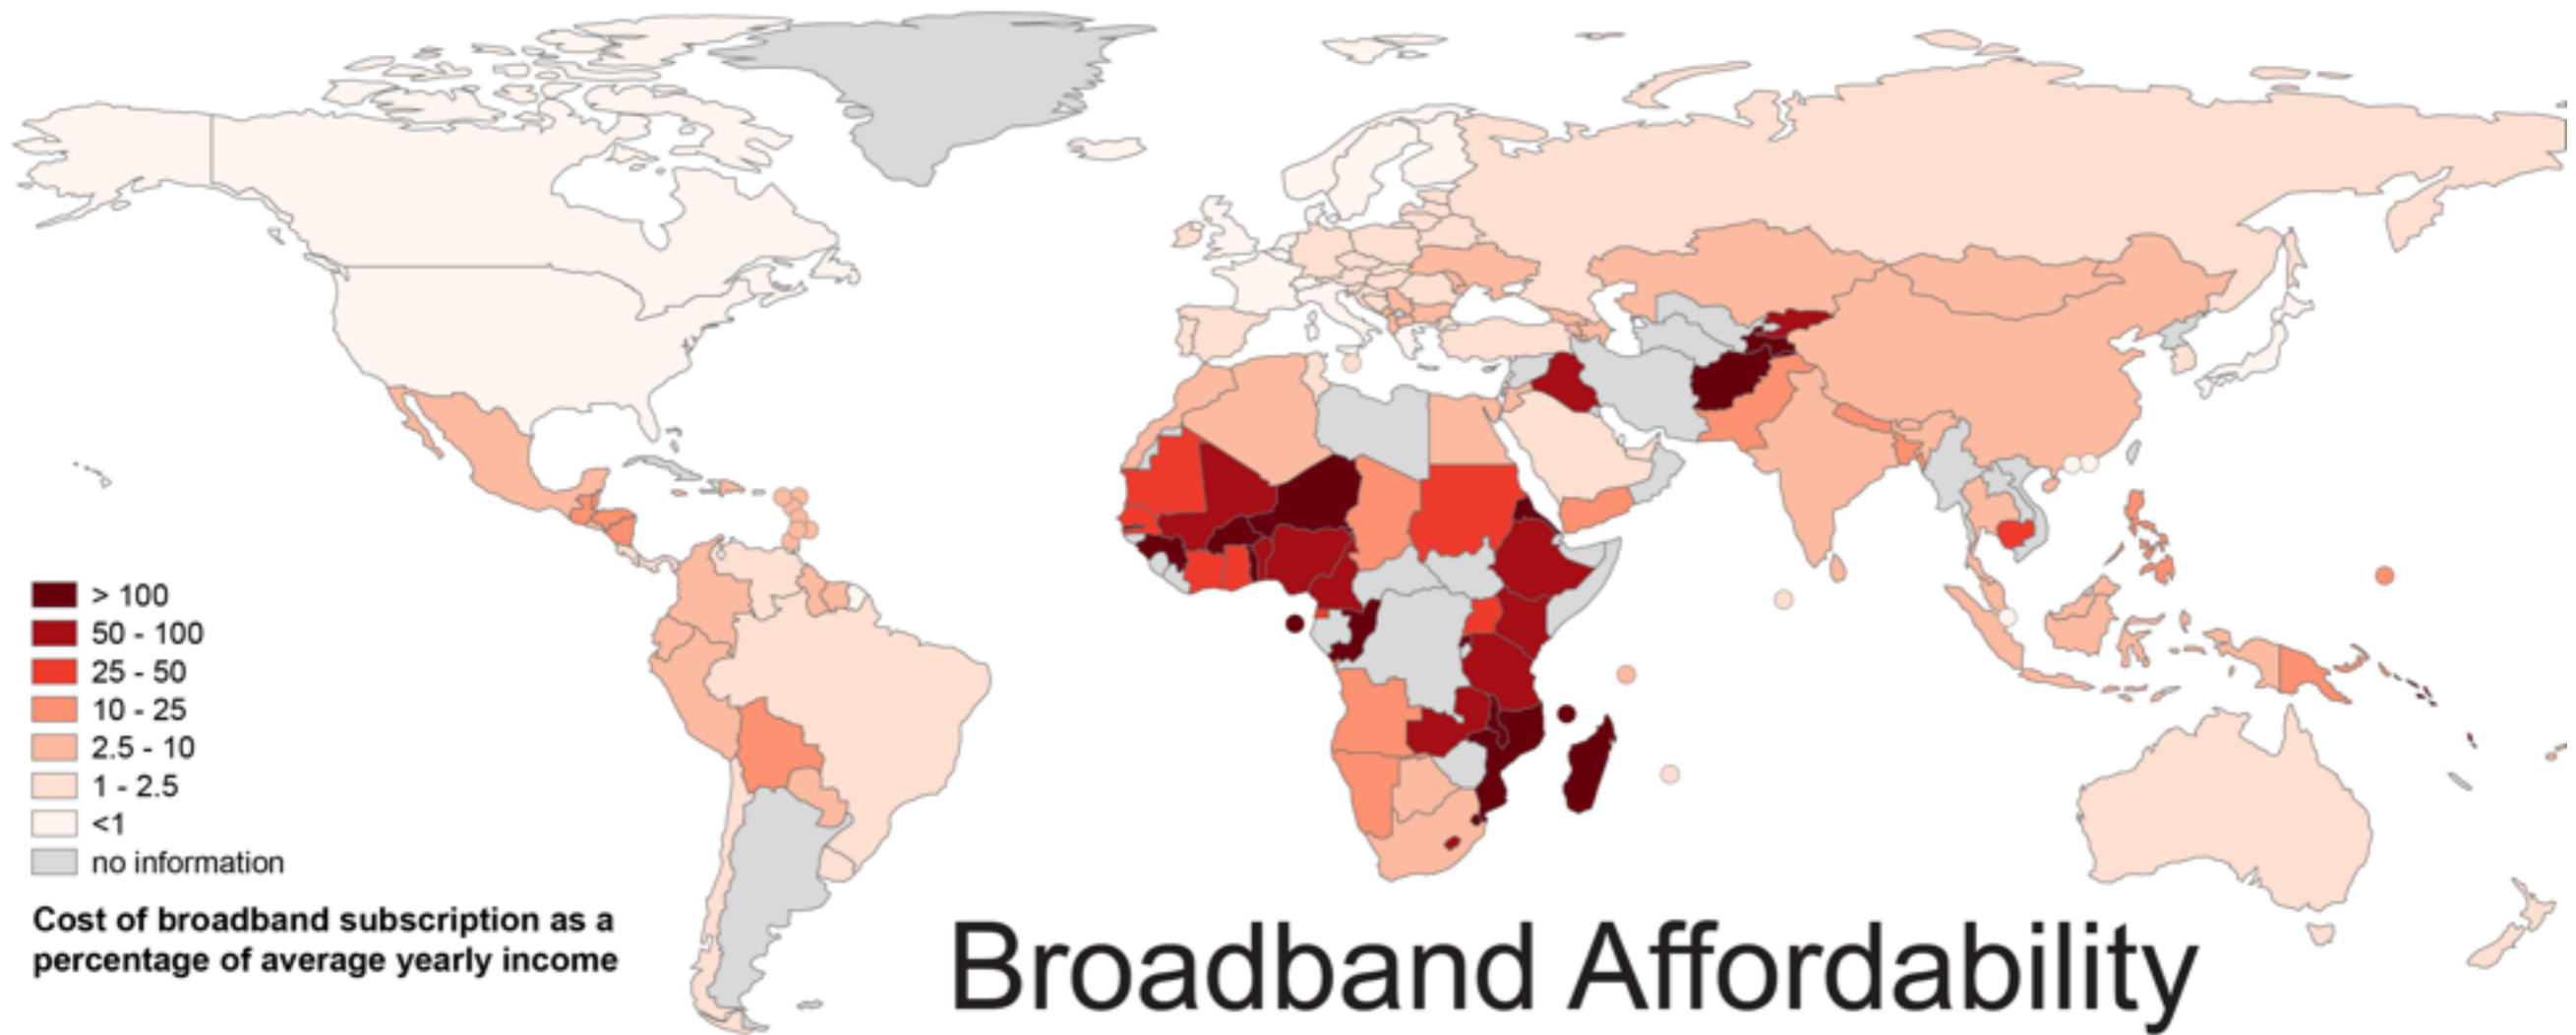 > 100
50 - 100
25 - 50
10 - 25
2.5 - 10
1 - 2.5
<1
no information
Cost of broadband subscription as a
percentage of average yearly income
Broadband Affordability